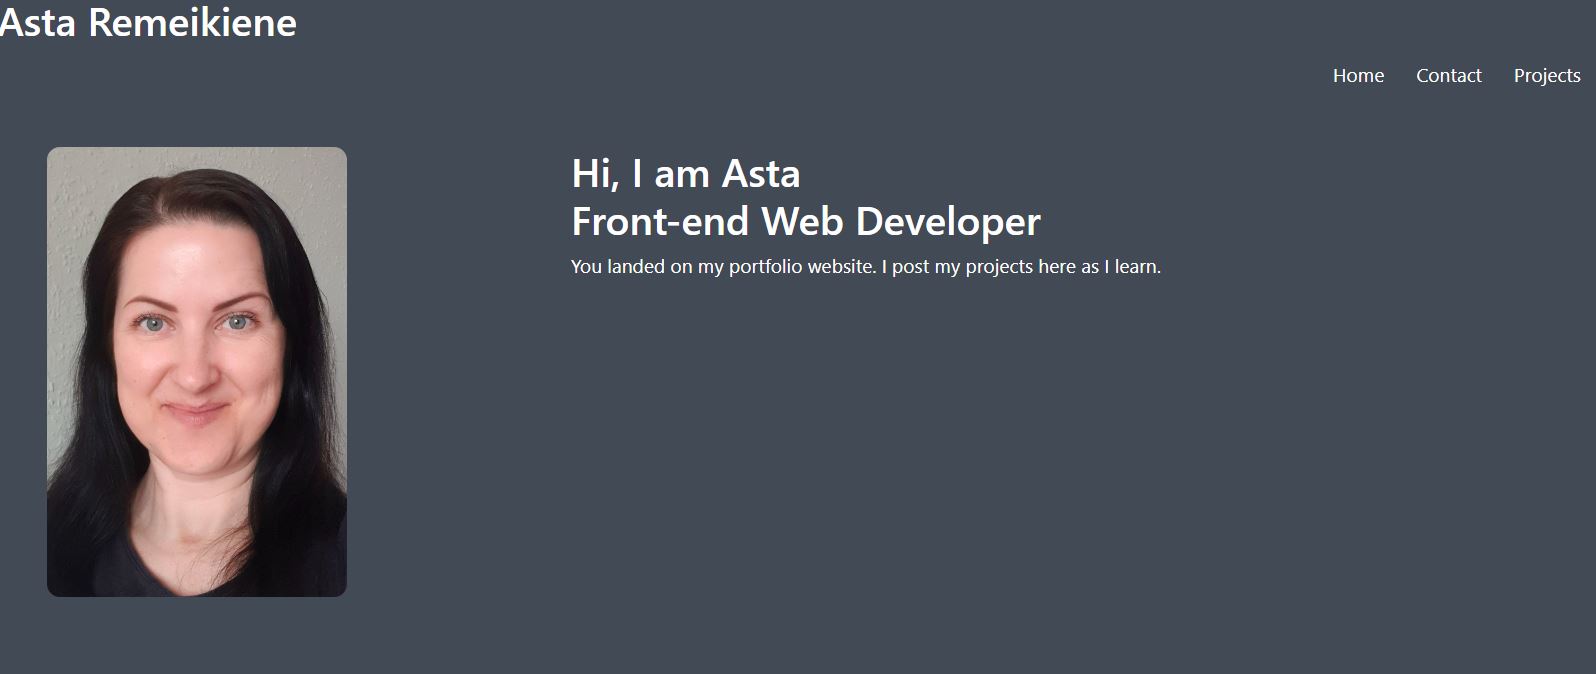 Asta Remeikiene
Home Contact Projects
Hi, I am Asta
Front-end Web Developer
You landed on my portfolio website. I post my projects here as I learn.